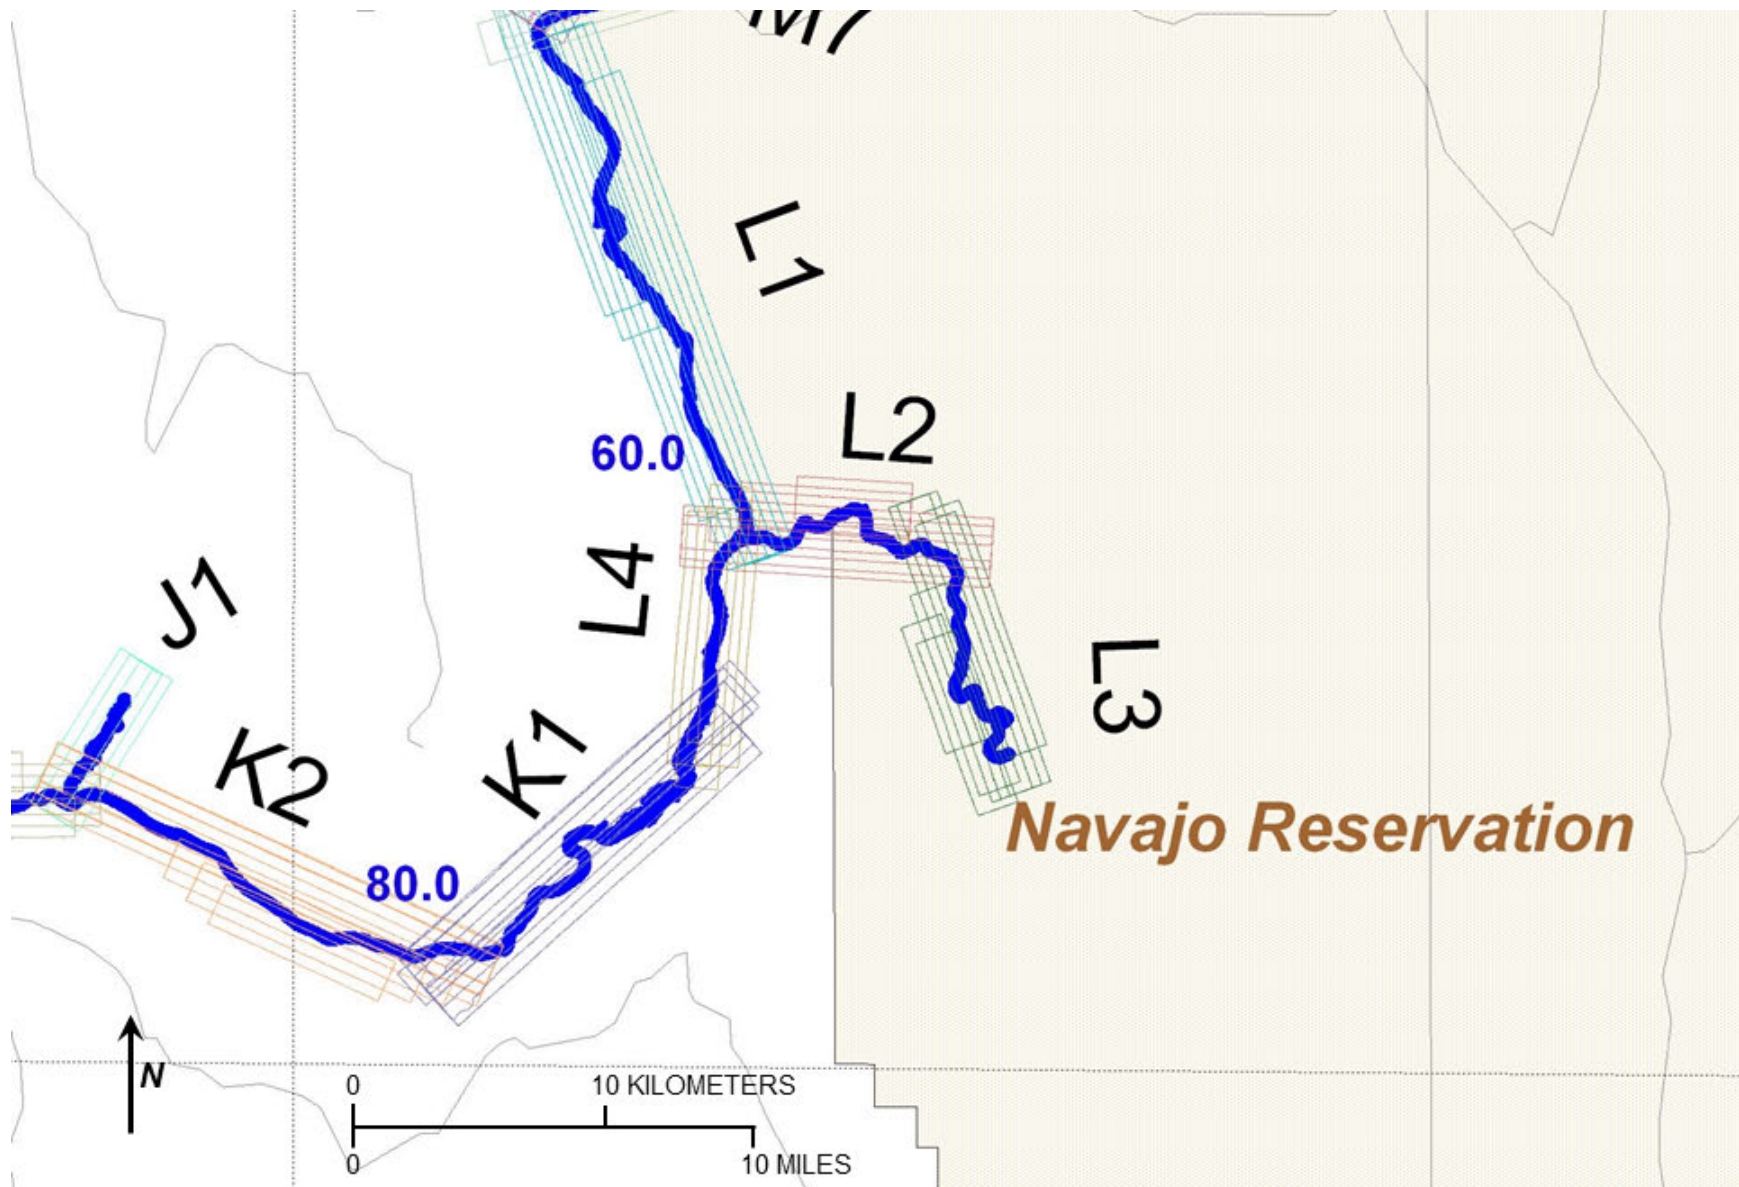 M7
L1
L2
60.0
L4
J1
L3
K2
K1
Navajo Reservation
80.0
N
0
10 KILOMETERS
0
10 MILES